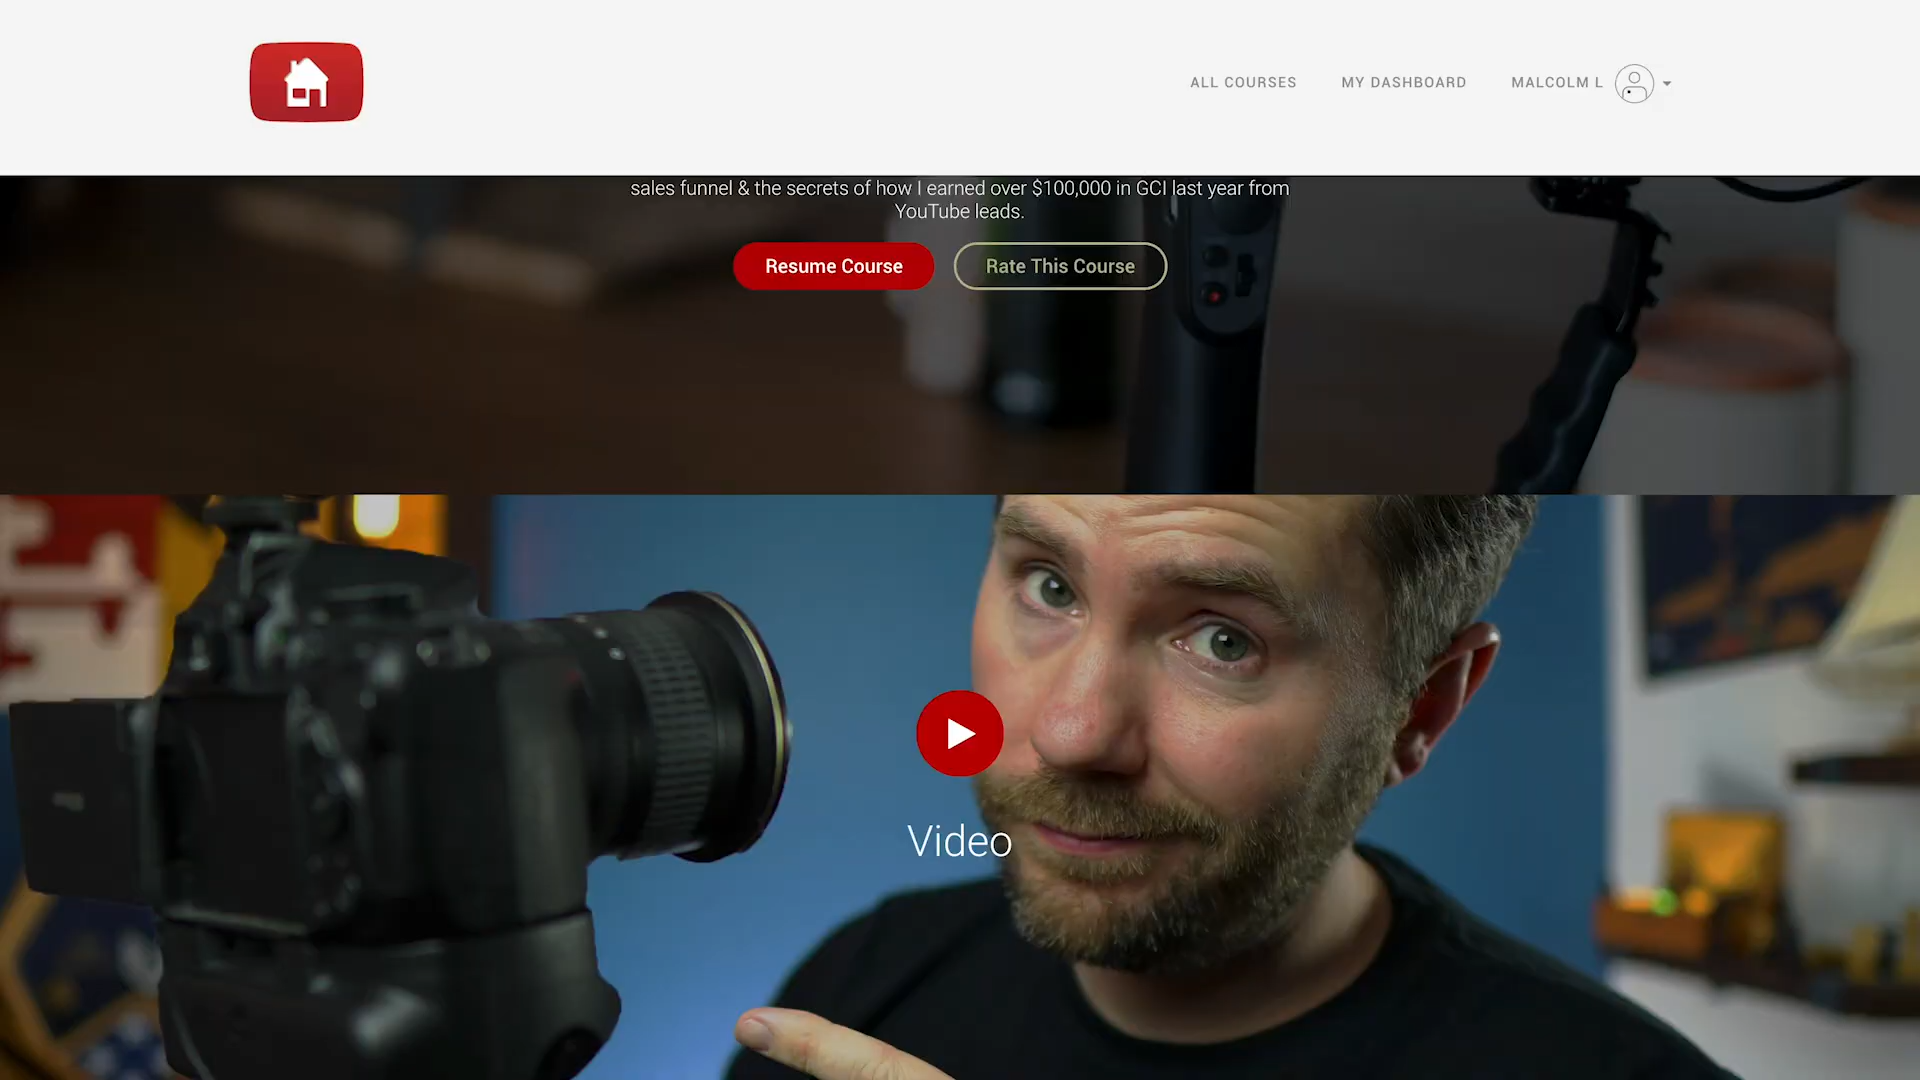 ALL COURSES
MY DASHBOARD
MALCOLM L
sales funnel & the secrets of how I earned over $100,000 in GCI last year from
YouTube leads.
Resume Course
Rate This Course
Video